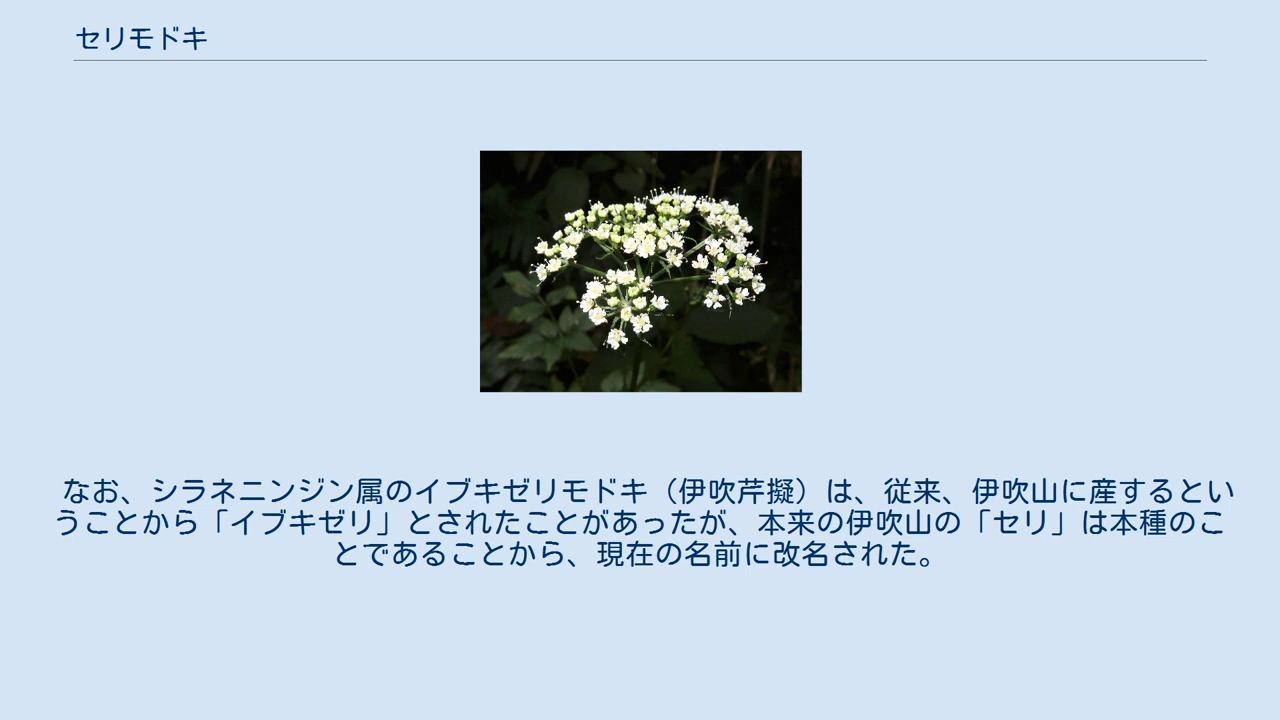 セリモドキ
なお、シラネニンジン属のイブキゼリモドキ（伊吹芹擬）は、従来、伊吹山に産するとい
うことから「イブキゼリ」とされたことがあったが、本来の伊吹山の「セリ」は本種のこ
とであることから、現在の名前に改名された。